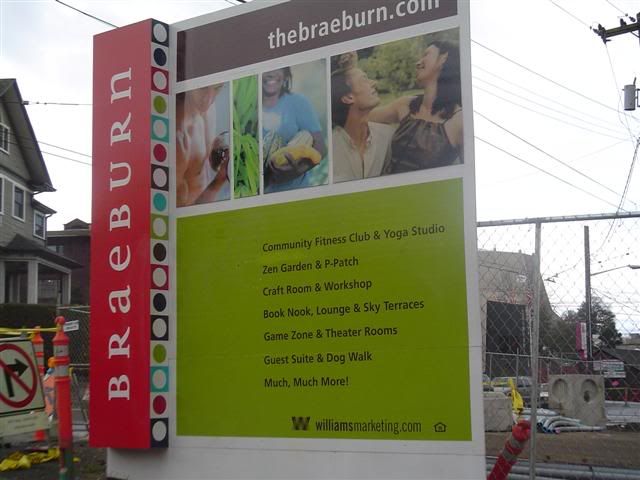 thebraeburn.com
BRAEBURN
Community Fitness Club & Yoga Studio
Zen Garden & P-Patch
Craft Room & Workshop
Book Nook, Lounge & Sky Terraces
Game Zone & Theater Rooms
Guest Suite & Dog Walk
Much, Much More!
W williamsmarketing.com